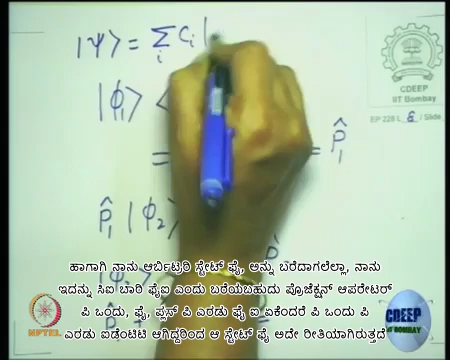 |ψ⟩ = Σᵢ Cᵢ |
CDEEP
IIT Bombay
EP 228 L 6 / Slide
|ϕ₁⟩ ⟨
= = P̂₁
P̂₁ |ϕ₂⟩
ಹಾಗಾಗಿ ನಾನು ಆರ್ಬಿಟ್ರರಿ ಸ್ಟೇಟ್ ಫೈ, ಅನ್ನು ಬರೆದಾಗಲೆಲ್ಲಾ, ನಾನು
ಇದನ್ನು ಸಿಐ ಬಾರಿ ಫೈಐ ಎಂದು ಬರೆಯಬಹುದು ಪ್ರೊಜೆಕ್ಷನ್ ಆಪರೇಟರ್
ಪಿ ಒಂದು, ಫೈ, ಪ್ಲಸ್ ಪಿ ಎರಡು ಫೈ ಐ ಏಕೆಂದರೆ ಪಿ ಒಂದು ಪಿ
ಎರಡು ಐಡೆಂಟಿಟಿ ಆಗಿದ್ದರಿಂದ ಆ ಸ್ಟೇಟ್ ಫೈ ಅದೇ ರೀತಿಯಾಗಿರುತ್ತದೆ
NPTEL
CDEEP
IIT BOMBAY